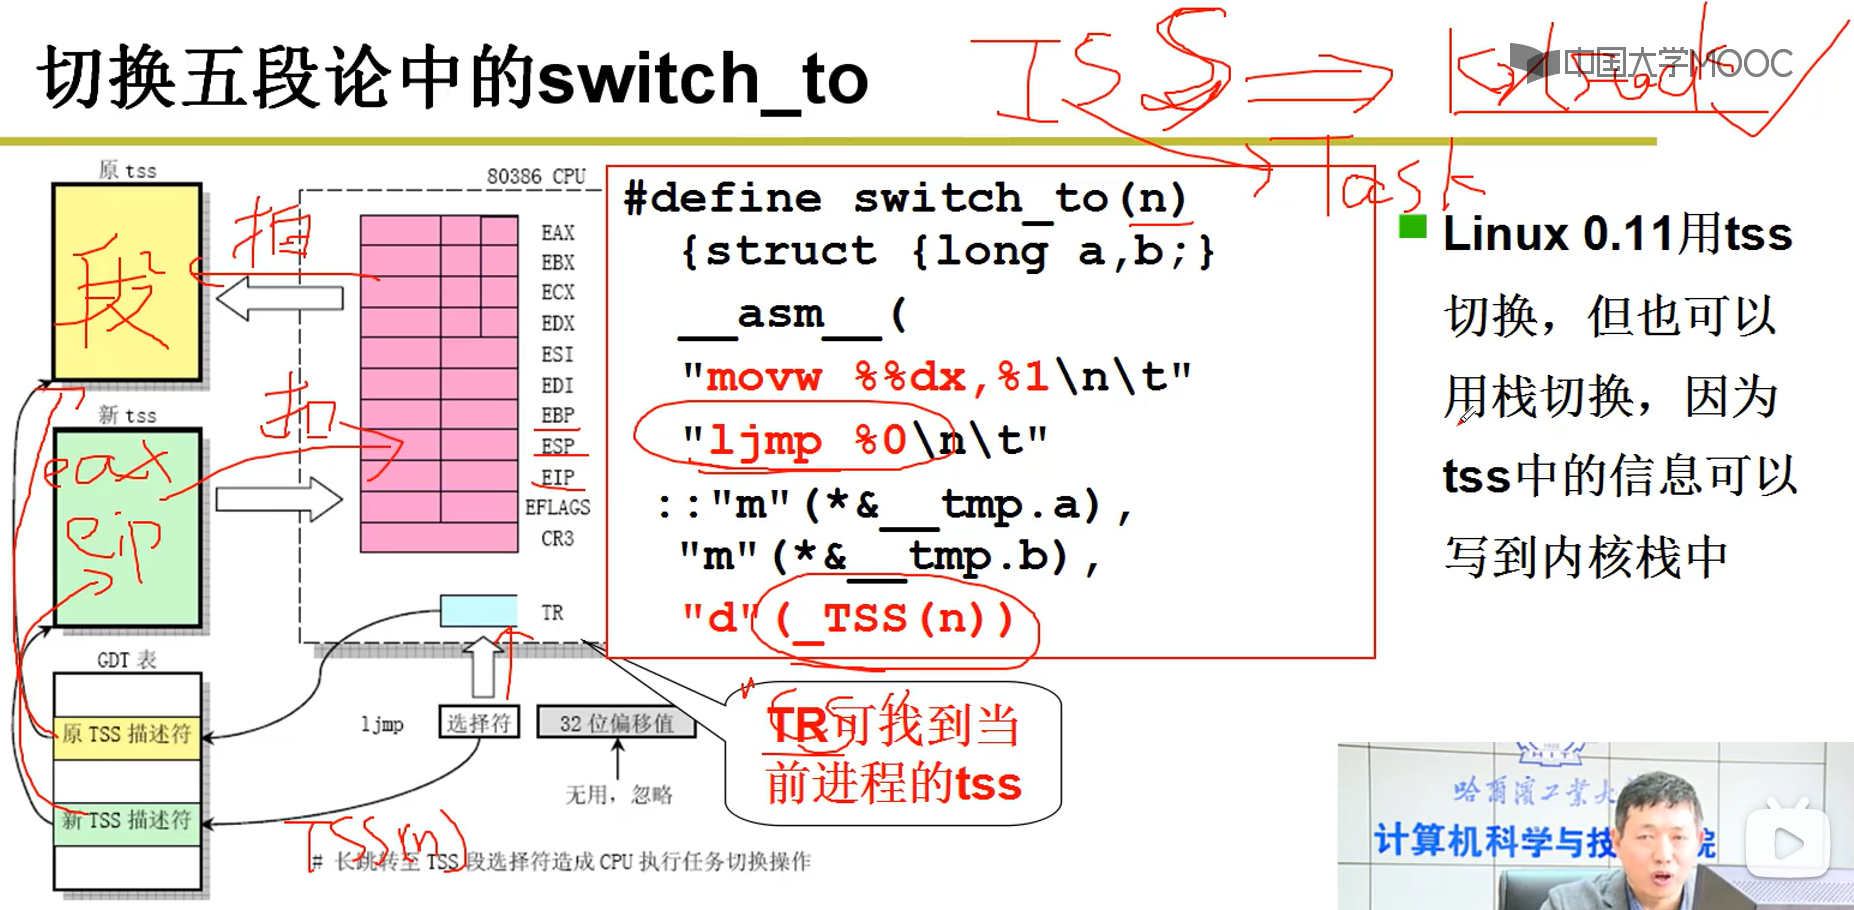 切换五段论中的switch_to
TSS
kstack
中国大学MOOC
Task
原 tss
段
拍
80386 CPU
EAX
EBX
ECX
EDX
ESI
EDI
EBP
ESP
EIP
EFLAGS
CR3
TR
新 tss
eax
eip
扣
GDT 表
原 TSS 描述符
新 TSS 描述符
ljmp
选择符
32 位偏移值
无用，忽略
TSS(n)
# 长跳转至 TSS 段选择符造成 CPU 执行任务切换操作
#define switch_to(n)
{struct {long a,b;}
__asm__(
"movw %%dx,%1\n\t"
"ljmp %0\n\t"
::"m"(*&__tmp.a),
"m"(*&__tmp.b),
"d"(_TSS(n))
TR可找到当
前进程的tss
Linux 0.11用tss
切换，但也可以
用栈切换，因为
tss中的信息可以
写到内核栈中
哈尔滨工业大
计算机科学与技 院